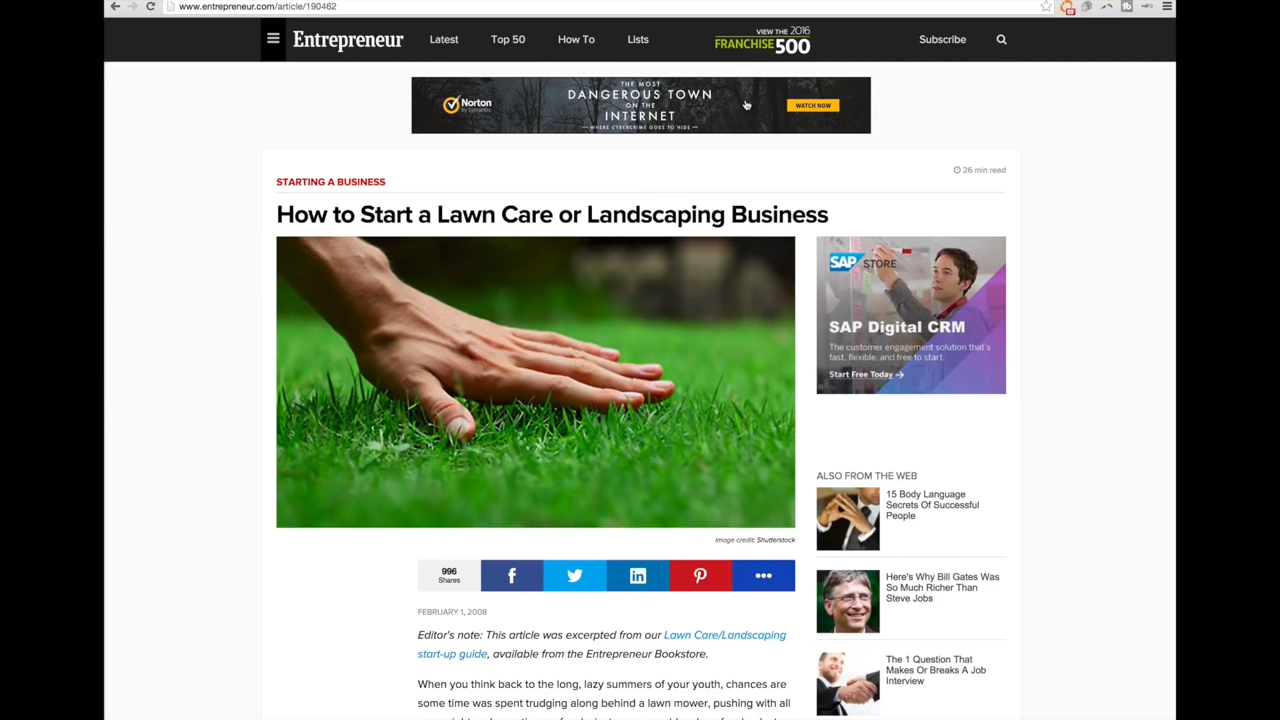 www.entrepreneur.com/article/190462
Entrepreneur
Latest
Top 50
How To
Lists
VIEW THE 2016
FRANCHISE 500
Subscribe
Norton
by Symantec
THE MOST
DANGEROUS TOWN
ON THE
INTERNET
— WHERE CYBERCRIME GOES TO HIDE —
WATCH NOW
26 min read
STARTING A BUSINESS
How to Start a Lawn Care or Landscaping Business
SAP STORE
SAP Digital CRM
The customer engagement solution that's
fast, flexible, and free to start.
Start Free Today →
Image credit: Shutterstock
996
Shares
FEBRUARY 1, 2008
Editor's note: This article was excerpted from our Lawn Care/Landscaping
start-up guide, available from the Entrepreneur Bookstore.
When you think back to the long, lazy summers of your youth, chances are
some time was spent trudging along behind a lawn mower, pushing with all
ALSO FROM THE WEB
15 Body Language
Secrets Of Successful
People
Here's Why Bill Gates Was
So Much Richer Than
Steve Jobs
The 1 Question That
Makes Or Breaks A Job
Interview